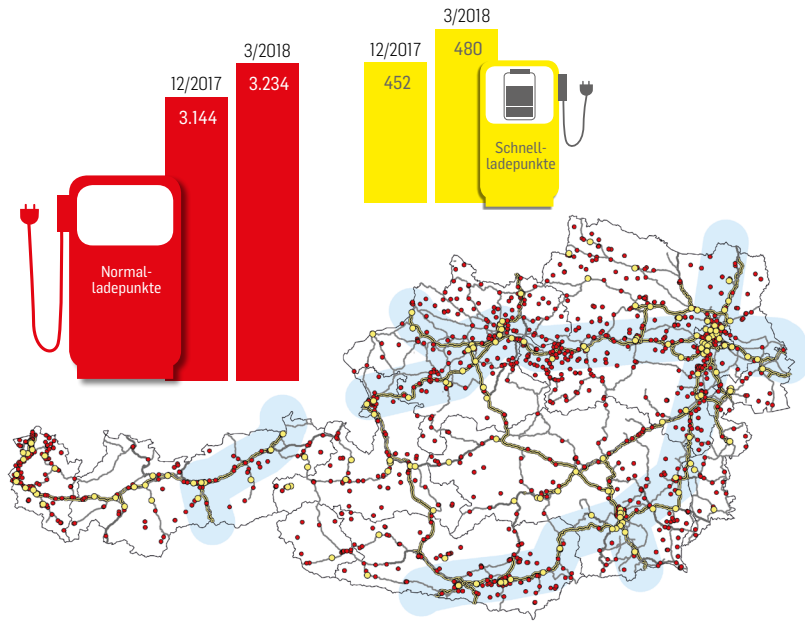 12/2017
3.144
3/2018
3.234
Normal-
ladepunkte
12/2017
452
3/2018
480
Schnell-
ladepunkte